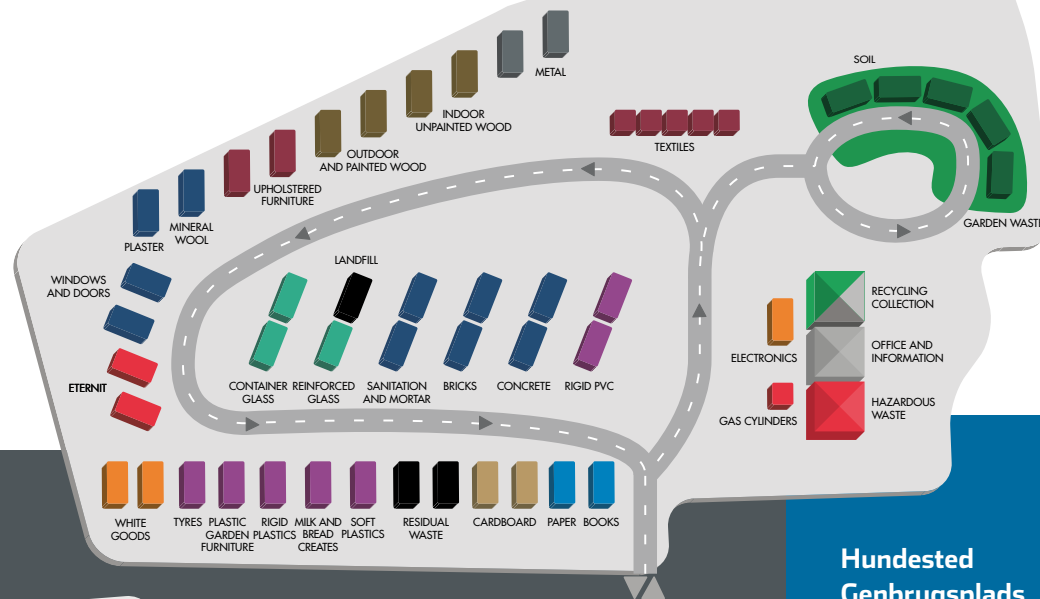 SOIL
METAL
INDOOR
UNPAINTED WOOD
TEXTILES
OUTDOOR
AND PAINTED WOOD
UPHOLSTERED
FURNITURE
GARDEN WASTE
MINERAL
WOOL
PLASTER
LANDFILL
WINDOWS
AND DOORS
RECYCLING
COLLECTION
ELECTRONICS
OFFICE AND
INFORMATION
ETERNIT
CONTAINER
GLASS
REINFORCED
GLASS
SANITATION
AND MORTAR
BRICKS
CONCRETE
RIGID PVC
GAS CYLINDERS
HAZARDOUS
WASTE
WHITE
GOODS
TYRES
PLASTIC
GARDEN
FURNITURE
RIGID
PLASTICS
MILK AND
BREAD
CREATES
SOFT
PLASTICS
RESIDUAL
WASTE
CARDBOARD
PAPER
BOOKS
Hundested
Genbrugsplads